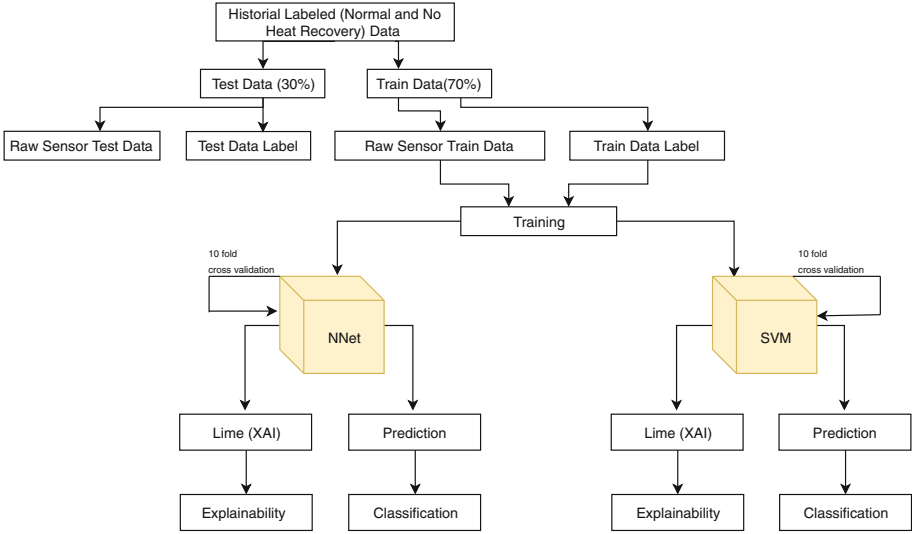 Historial Labeled (Normal and No
Heat Recovery) Data
Test Data (30%)
Train Data(70%)
Raw Sensor Test Data
Test Data Label
Raw Sensor Train Data
Train Data Label
Training
10 fold
cross validation
10 fold
cross validation
NNet
SVM
Lime (XAI)
Prediction
Lime (XAI)
Prediction
Explainability
Classification
Explainability
Classification